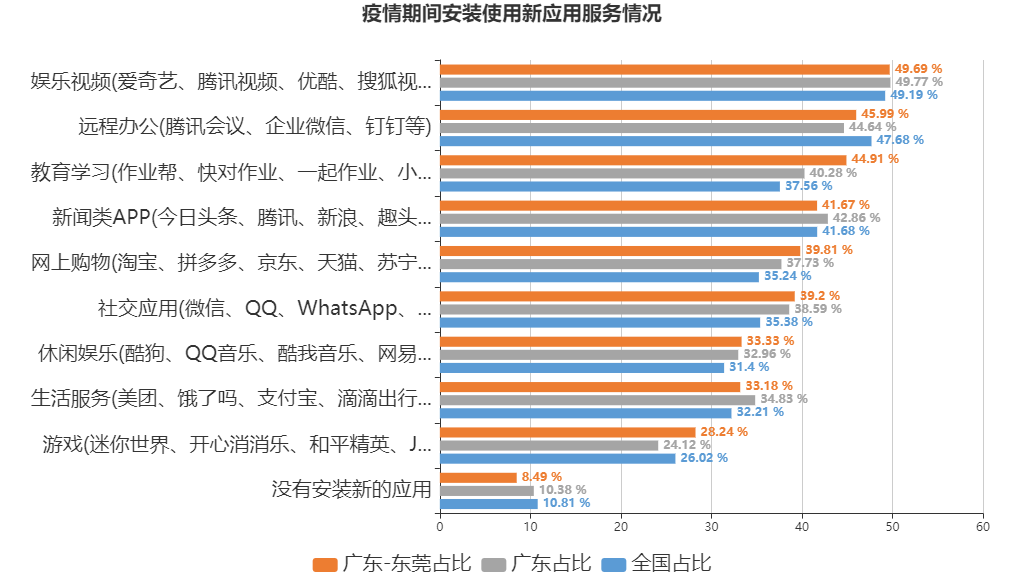 疫情期间安装使用新应用服务情况
娱乐视频(爱奇艺、腾讯视频、优酷、搜狐视...
49.69 %
49.77 %
49.19 %
远程办公(腾讯会议、企业微信、钉钉等)
45.99 %
44.64 %
47.68 %
教育学习(作业帮、快对作业、一起作业、小...
44.91 %
40.28 %
37.56 %
新闻类APP(今日头条、腾讯、新浪、趣头...
41.67 %
42.86 %
41.68 %
网上购物(淘宝、拼多多、京东、天猫、苏宁...
39.81 %
37.73 %
35.24 %
社交应用(微信、QQ、WhatsApp、...
39.2 %
38.59 %
35.38 %
休闲娱乐(酷狗、QQ音乐、酷我音乐、网易...
33.33 %
32.96 %
31.4 %
生活服务(美团、饿了吗、支付宝、滴滴出行...
33.18 %
34.83 %
32.21 %
游戏(迷你世界、开心消消乐、和平精英、J...
28.24 %
24.12 %
26.02 %
没有安装新的应用
8.49 %
10.38 %
10.81 %
0 10 20 30 40 50 60
广东-东莞占比 广东占比 全国占比